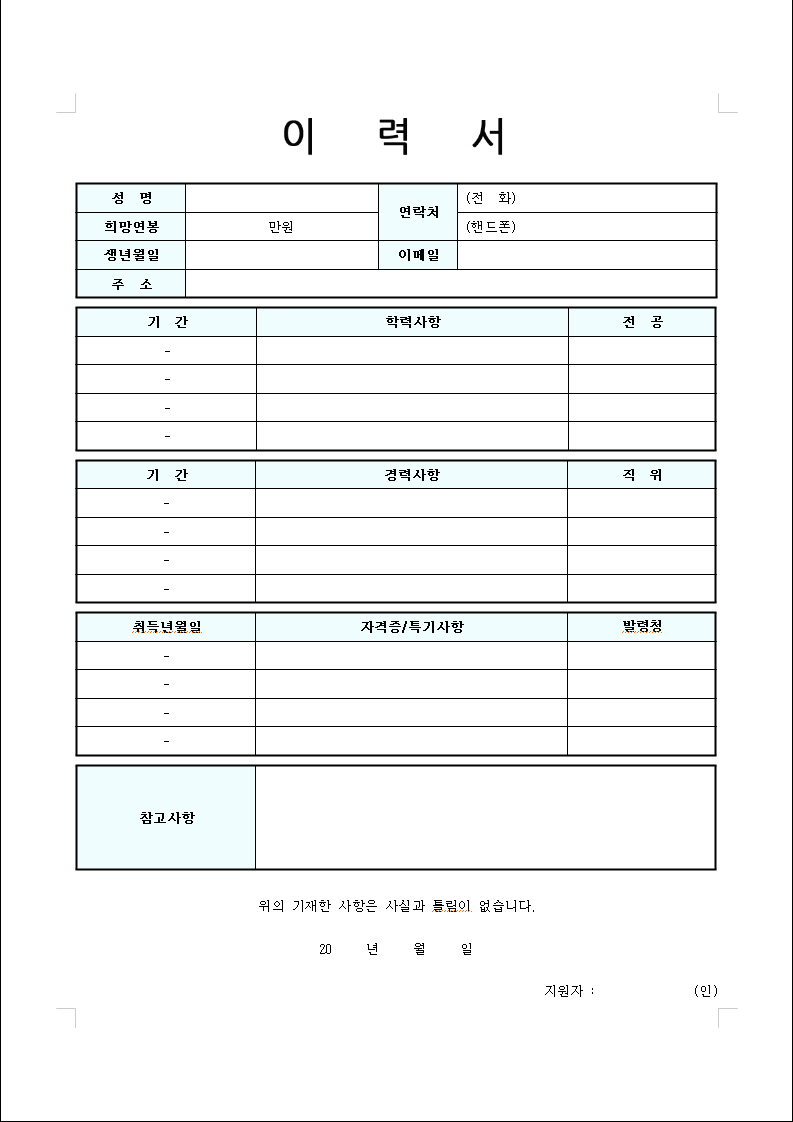 이 력 서
성 명 연락처 (전 화)
희망연봉 만원 (핸드폰)
생년월일 이메일
주 소
기 간 학력사항 전 공
-
-
-
-
기 간 경력사항 직 위
-
-
-
-
취득년월일 자격증/특기사항 발령청
-
-
-
-
참고사항
위의 기재한 사항은 사실과 틀림이 없습니다.
20 년 월 일
지원자 : (인)